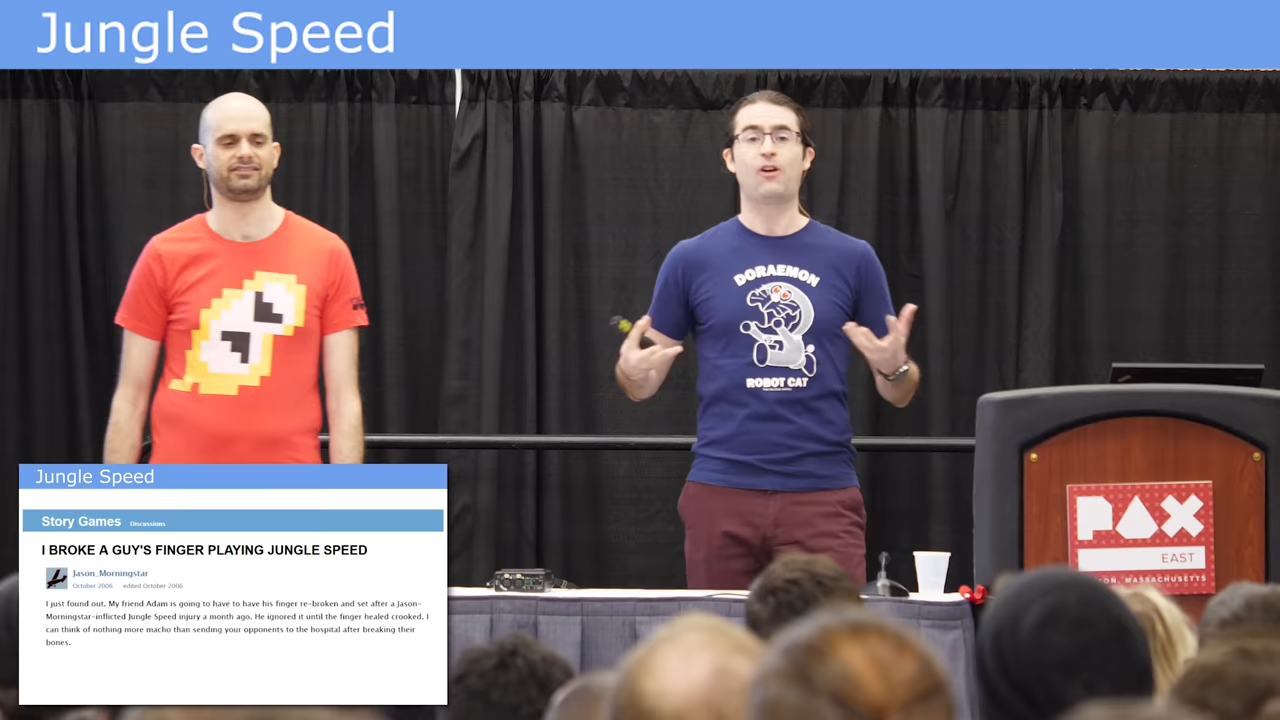 Jungle Speed
DORAEMON
ROBOT CAT
Jungle Speed
Story Games Discussions
I BROKE A GUY'S FINGER PLAYING JUNGLE SPEED
Jason_Morningstar
October 2006 edited October 2006
I just found out. My friend Adam is going to have to have his finger re-broken and set after a Jason-
Morningstar-inflicted Jungle Speed injury a month ago. He ignored it until the finger healed crooked. I
can think of nothing more macho than sending your opponents to the hospital after breaking their
bones.
PAX
EAST
ON, MASSACHUSETTS